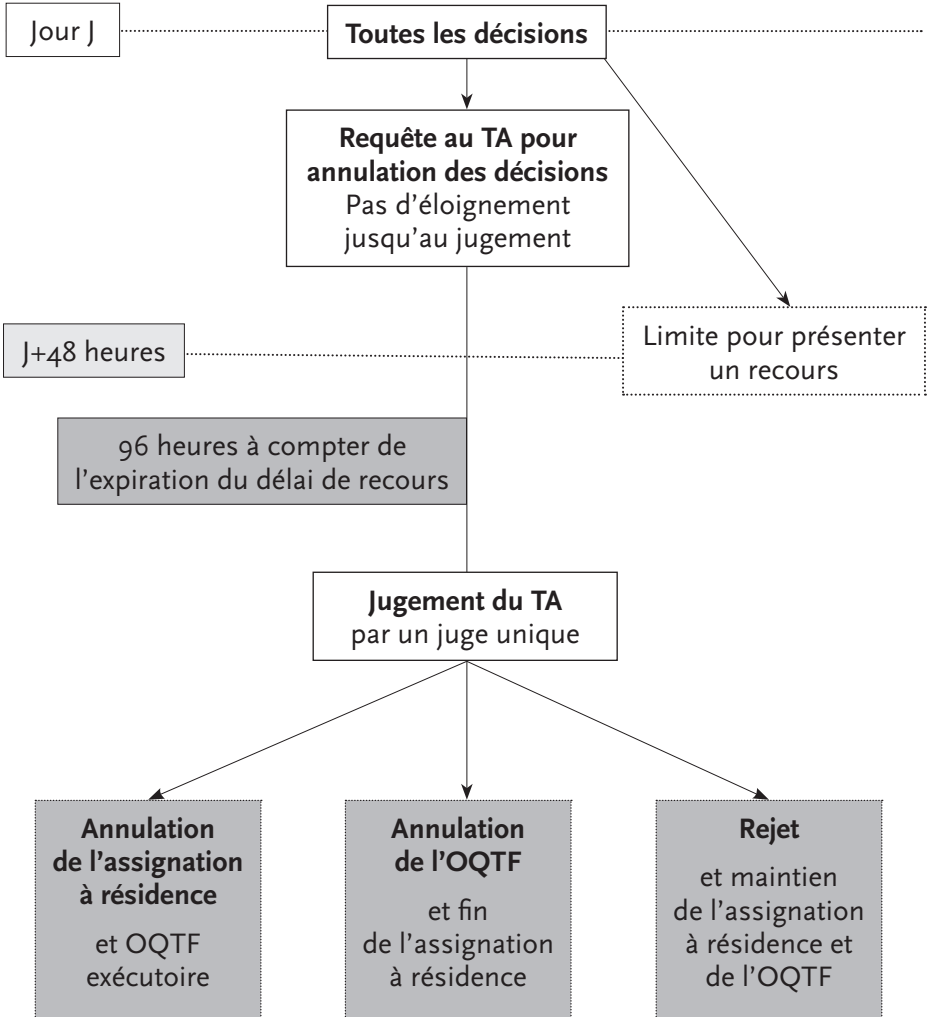 Jour J
Toutes les décisions
Requête au TA pour
annulation des décisions
Pas d'éloignement
jusqu'au jugement
J+48 heures
Limite pour présenter
un recours
96 heures à compter de
l'expiration du délai de recours
Jugement du TA
par un juge unique
Annulation
de l'assignation
à résidence
et OQTF
exécutoire
Annulation
de l'OQTF
et fin
de l'assignation
à résidence
Rejet
et maintien
de l'assignation
à résidence et
de l'OQTF